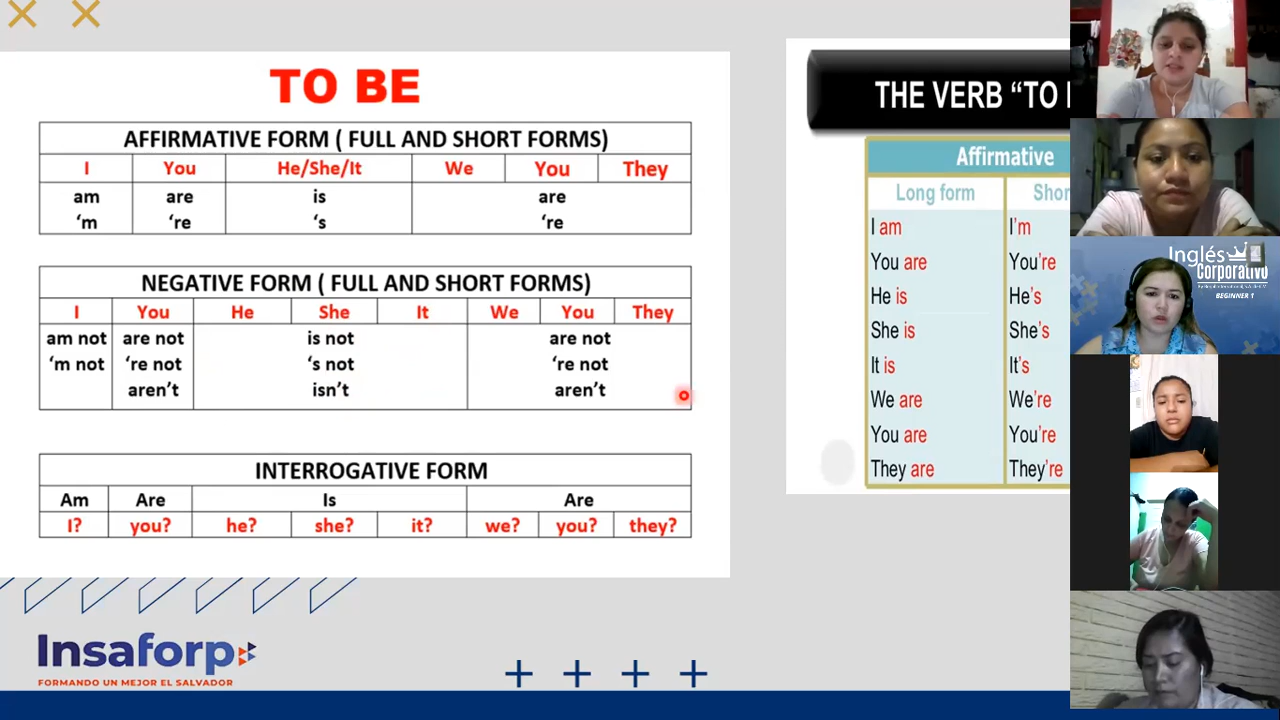 TO BE
AFFIRMATIVE FORM ( FULL AND SHORT FORMS)
I You He/She/It We You They
am are is are
‘m ‘re ‘s ‘re
NEGATIVE FORM ( FULL AND SHORT FORMS)
I You He She It We You They
am not are not is not are not
‘m not ‘re not ‘s not ‘re not
aren’t isn’t aren’t
INTERROGATIVE FORM
Am Are Is Are
I? you? he? she? it? we? you? they?
Insaforp
FORMANDO UN MEJOR EL SALVADOR
THE VERB “TO
Affirmative
Long form Shor
I am I'm
You are You're
He is He's
She is She's
It is It's
We are We're
You are You're
They are They're
Inglés
Corporativo
BEGINNER 1